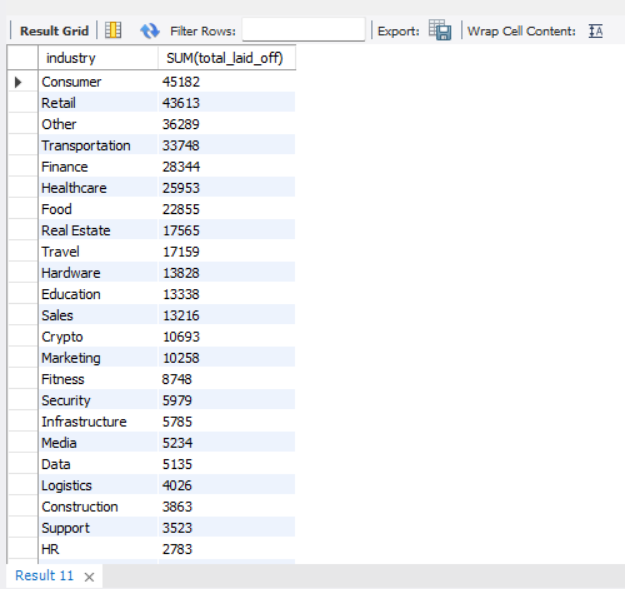 Result Grid Filter Rows: Export: Wrap Cell Content: IA
industry SUM(total_laid_off)
Consumer 45182
Retail 43613
Other 36289
Transportation 33748
Finance 28344
Healthcare 25953
Food 22855
Real Estate 17565
Travel 17159
Hardware 13828
Education 13338
Sales 13216
Crypto 10693
Marketing 10258
Fitness 8748
Security 5979
Infrastructure 5785
Media 5234
Data 5135
Logistics 4026
Construction 3863
Support 3523
HR 2783
Result 11 ×